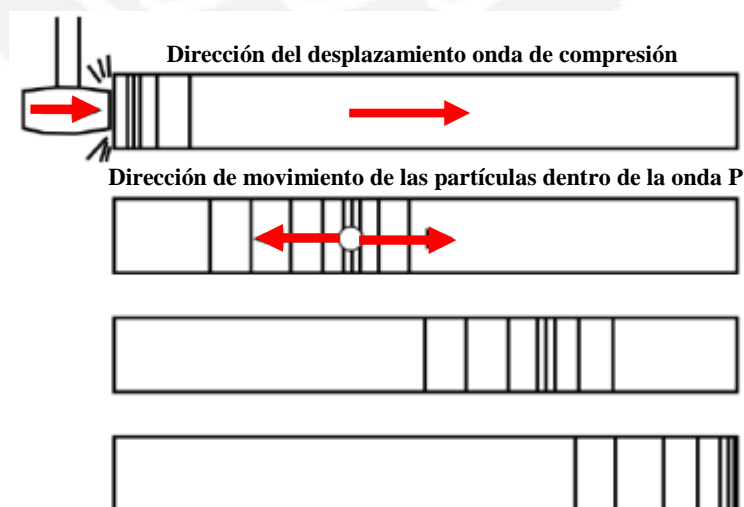 Dirección del desplazamiento onda de compresión
Dirección de movimiento de las partículas dentro de la onda P